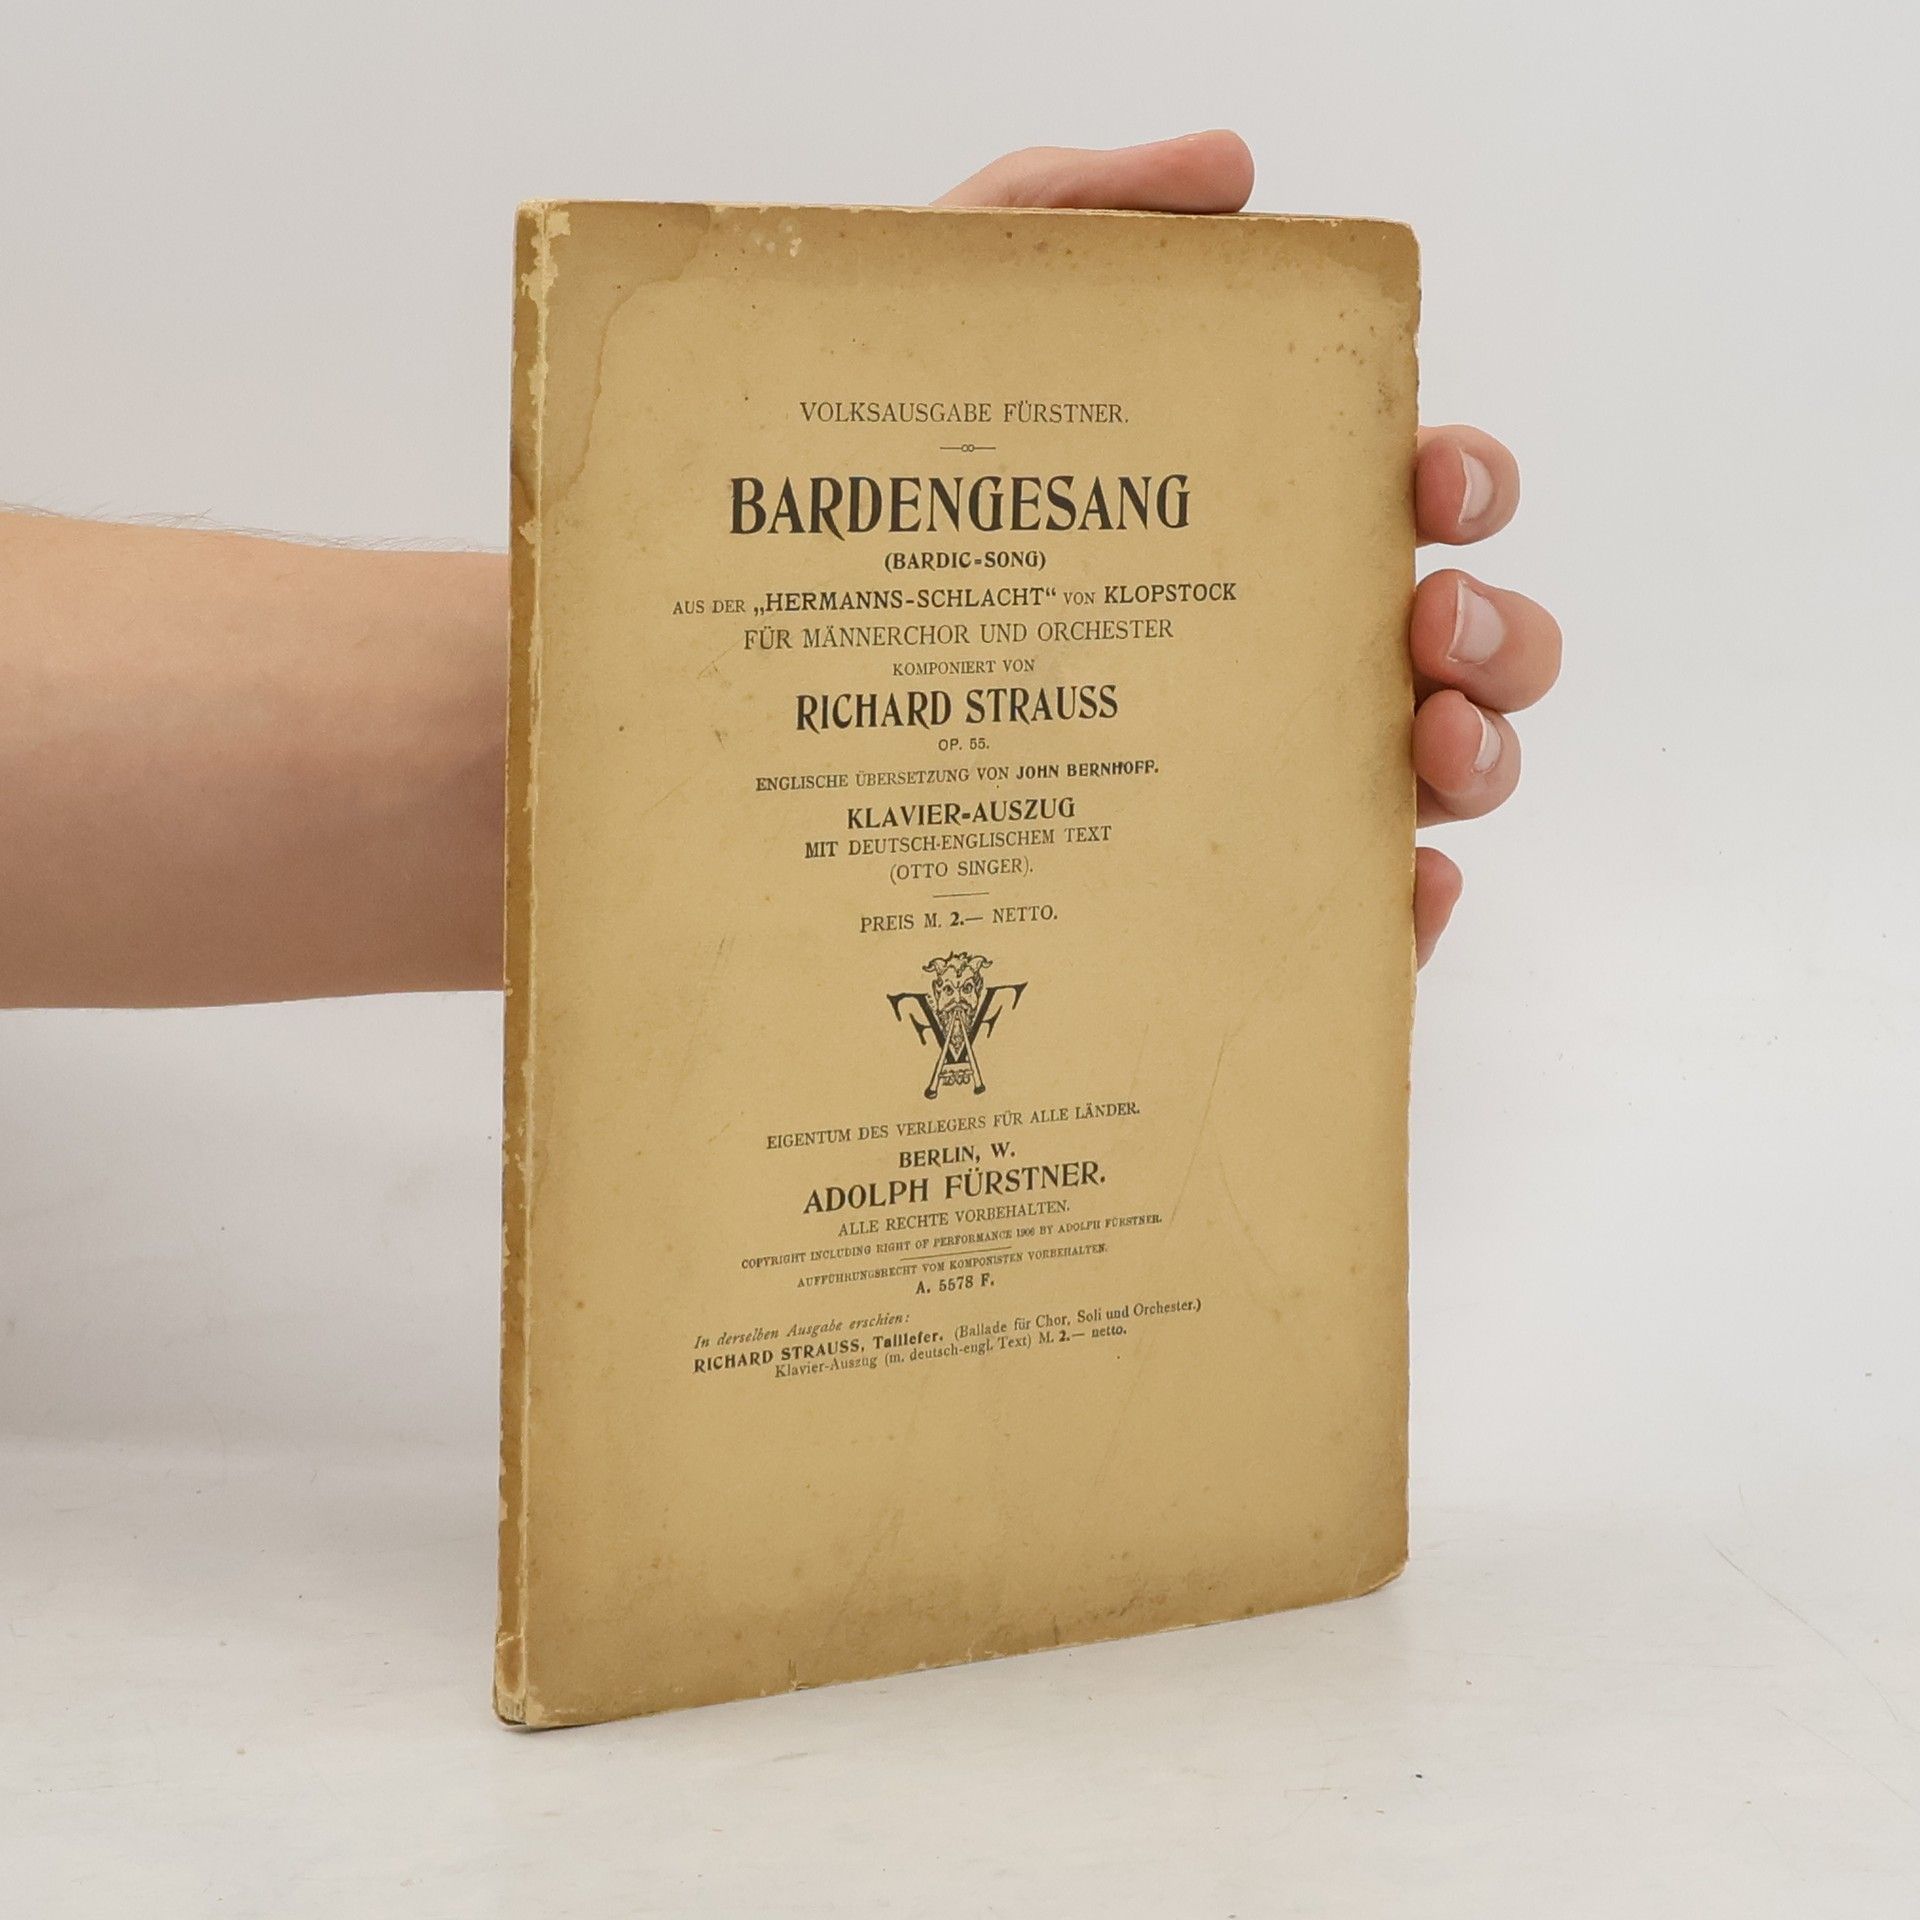 VOLKSAUSGABE FÜRSTNER.
BARDENGESANG
(BARDIC=SONG)
AUS DER „HERMANNS-SCHLACHT“ VON KLOPSTOCK
FÜR MÄNNERCHOR UND ORCHESTER
KOMPONIERT VON
RICHARD STRAUSS
OP. 55.
ENGLISCHE ÜBERSETZUNG VON JOHN BERNHOFF.
KLAVIER=AUSZUG
MIT DEUTSCH-ENGLISCHEM TEXT
(OTTO SINGER).
PREIS M. 2.— NETTO.
EIGENTUM DES VERLEGERS FÜR ALLE LÄNDER.
BERLIN, W.
ADOLPH FÜRSTNER.
ALLE RECHTE VORBEHALTEN.
COPYRIGHT INCLUDING RIGHT OF PERFORMANCE 1906 BY ADOLPH FÜRSTNER.
AUFFÜHRUNGSRECHT VOM KOMPONISTEN VORBEHALTEN.
A. 5578 F.
In derselben Ausgabe erschien:
RICHARD STRAUSS, Taillefer. (Ballade für Chor, Soli und Orchester.)
Klavier-Auszug (m. deutsch-engl. Text) M. 2.— netto.